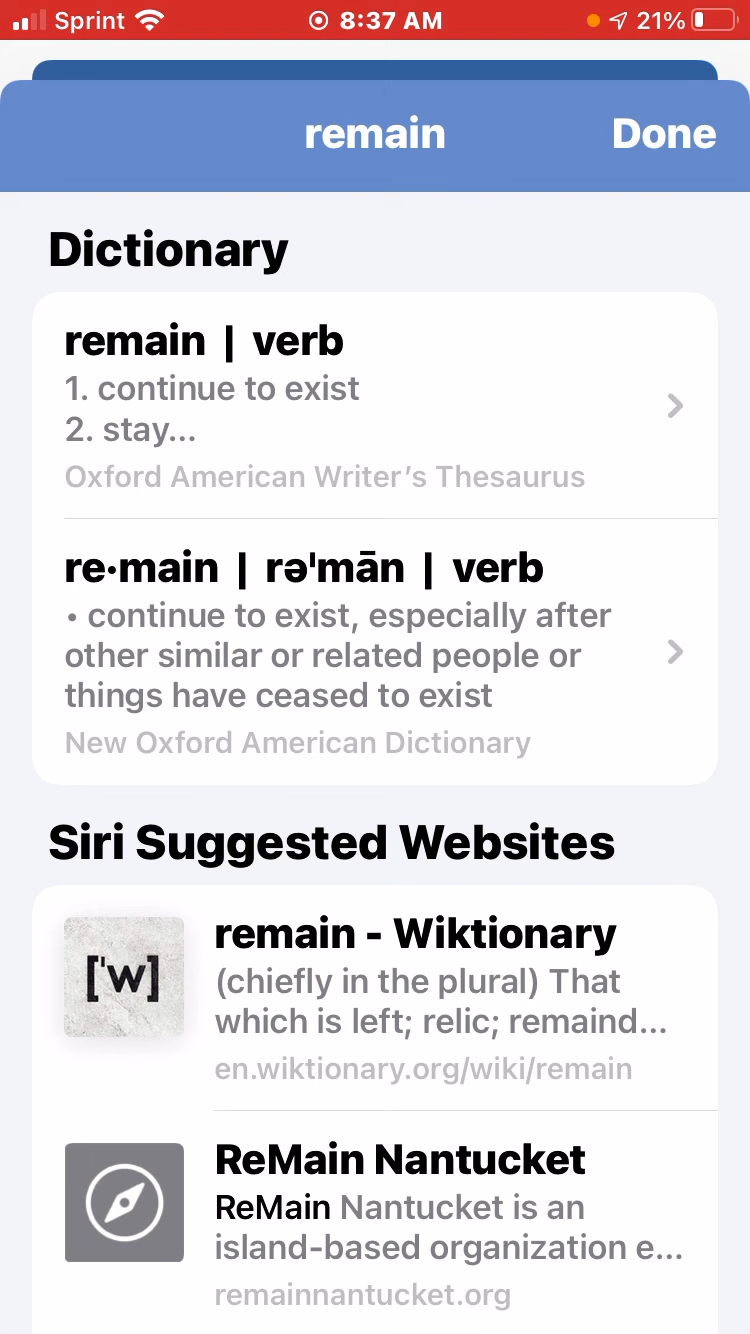 Sprint 8:37 AM 21%
remain Done
Dictionary
remain | verb
1. continue to exist
2. stay...
Oxford American Writer’s Thesaurus
re·main | rəˈmān | verb
• continue to exist, especially after
other similar or related people or
things have ceased to exist
New Oxford American Dictionary
Siri Suggested Websites
['w]
remain - Wiktionary
(chiefly in the plural) That
which is left; relic; remaind...
en.wiktionary.org/wiki/remain
ReMain Nantucket
ReMain Nantucket is an
island-based organization e...
remainnantucket.org